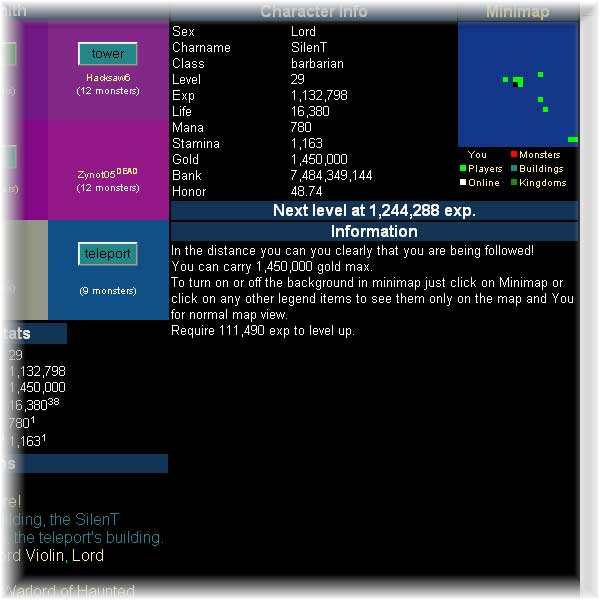 Character Info
Minimap
tower
Hacksaw6
(12 monsters)
Zynot05DEAD
(12 monsters)
teleport
(9 monsters)
Sex Lord
Charname SilenT
Class barbarian
Level 29
Exp 1,132,798
Life 16,380
Mana 780
Stamina 1,163
Gold 1,450,000
Bank 7,484,349,144
Honor 48.74
You Monsters
Players Buildings
Online Kingdoms
Next level at 1,244,288 exp.
Information
In the distance you can you clearly that you are being followed!
You can carry 1,450,000 gold max.
To turn on or off the background in minimap just click on Minimap or
click on any other legend items to see them only on the map and You
for normal map view.
Require 111,490 exp to level up.
29
1,132,798
1,450,000
16,380 38
780 1
1,163 1
the SilenT
the teleport's building.
Violin, Lord
Warlord of Haunted